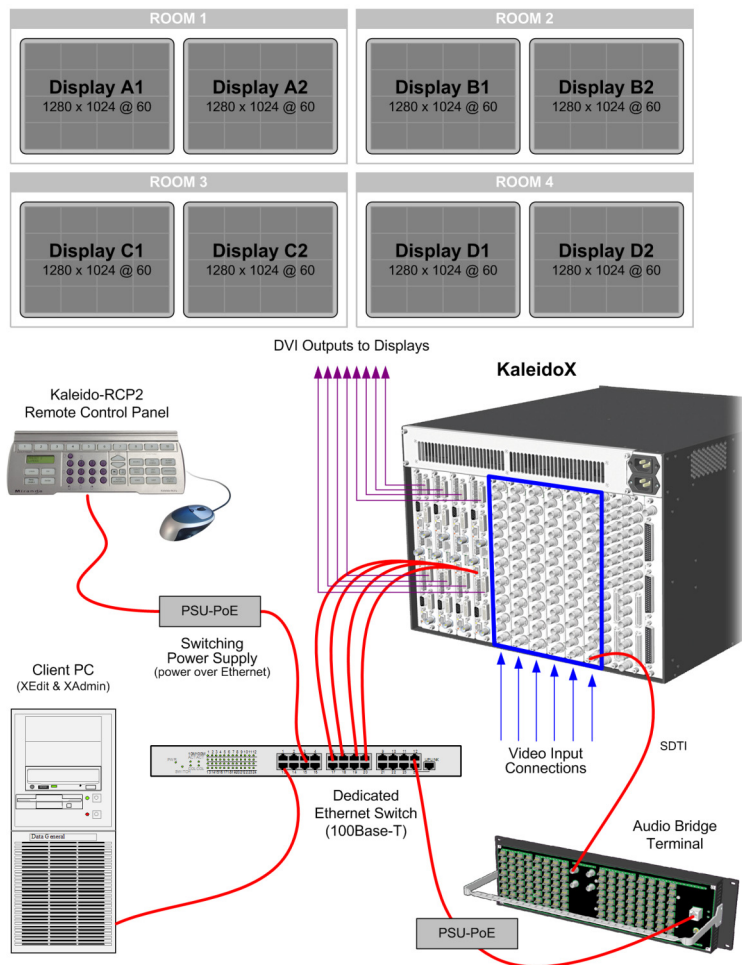 ROOM 1
ROOM 2
Display A1
1280 x 1024 @ 60
Display A2
1280 x 1024 @ 60
Display B1
1280 x 1024 @ 60
Display B2
1280 x 1024 @ 60
ROOM 3
ROOM 4
Display C1
1280 x 1024 @ 60
Display C2
1280 x 1024 @ 60
Display D1
1280 x 1024 @ 60
Display D2
1280 x 1024 @ 60
DVI Outputs to Displays
KaleidoX
Kaleido-RCP2
Remote Control Panel
PSU-PoE
Switching
Power Supply
(power over Ethernet)
Client PC
(XEdit & XAdmin)
Video Input
Connections
SDTI
Dedicated
Ethernet Switch
(100Base-T)
Data General
Audio Bridge
Terminal
PSU-PoE